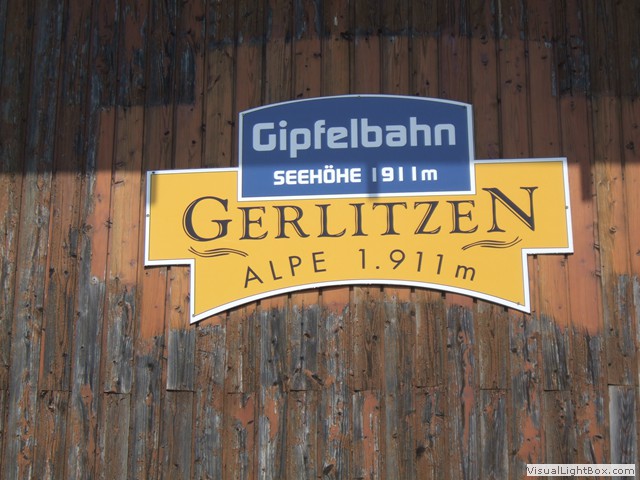 Gipfelbahn
SEEHÖHE 1911m
GERLITZEN
ALPE 1.911m
VisualLightBox.com